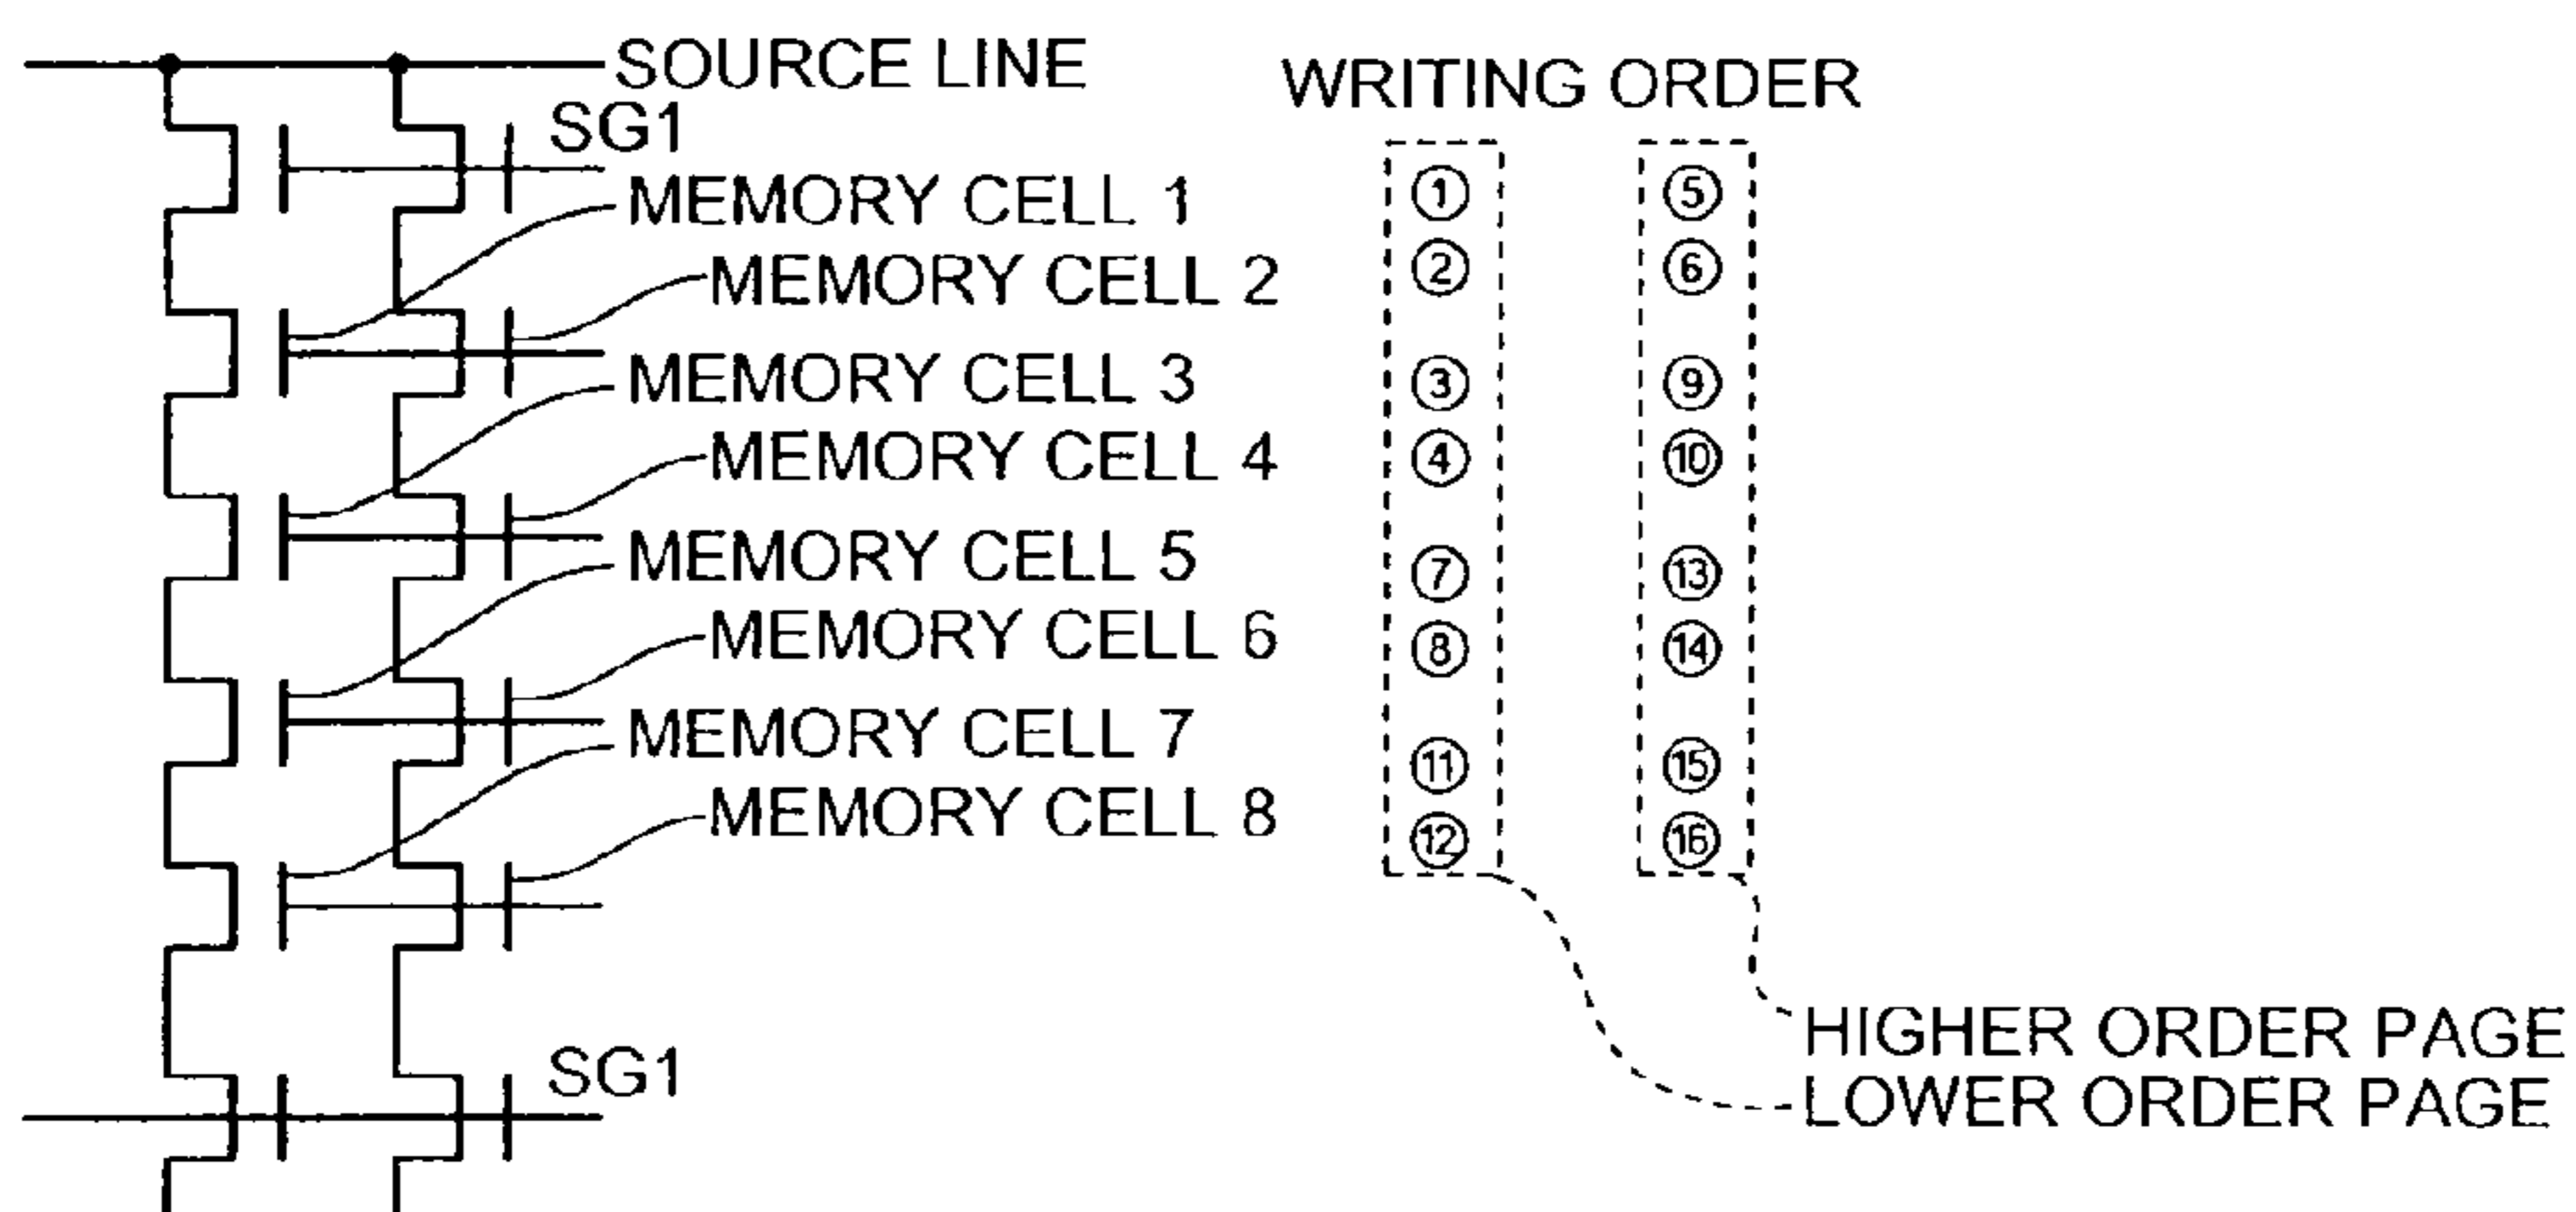 SOURCE LINE
SG1
MEMORY CELL 1
MEMORY CELL 2
MEMORY CELL 3
MEMORY CELL 4
MEMORY CELL 5
MEMORY CELL 6
MEMORY CELL 7
MEMORY CELL 8
SG1
WRITING ORDER
① ⑤
② ⑥
③ ⑨
④ ⑩
⑦ ⑬
⑧ ⑭
⑪ ⑮
⑫ ⑯
HIGHER ORDER PAGE
LOWER ORDER PAGE